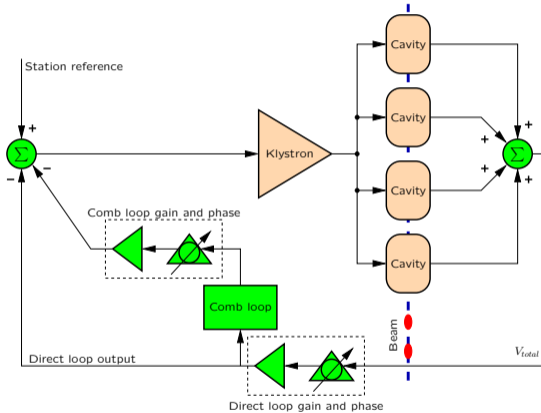 Cavity
Station reference
+
+
+
Cavity
+
Σ
−
−
Klystron
Cavity
+
Σ
+
Comb loop gain and phase
Cavity
Comb loop
Beam
Direct loop output
V_total
Direct loop gain and phase